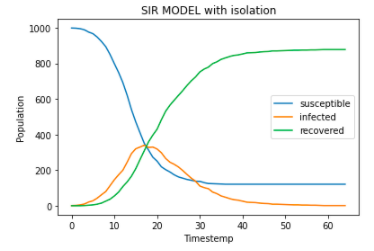 SIR MODEL with isolation
1000
800
600
400
200
0
Population
susceptible
infected
recovered
0 10 20 30 40 50 60
Timestemp